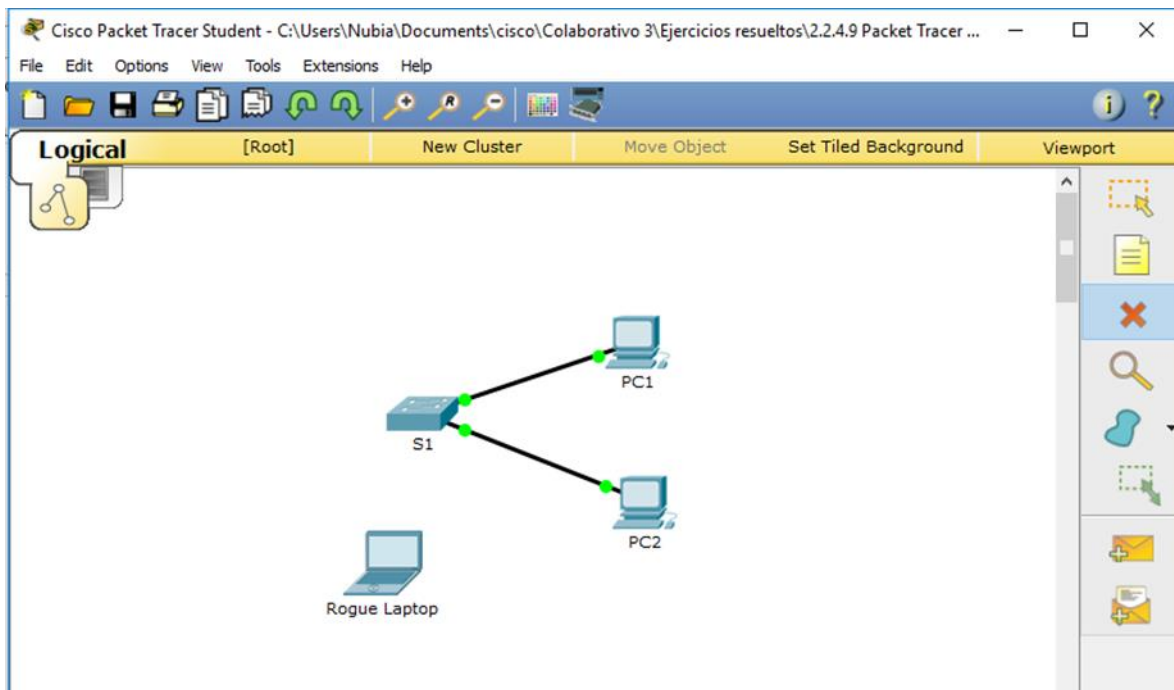 Cisco Packet Tracer Student - C:\Users\Nubia\Documents\cisco\Colaborativo 3\Ejercicios resueltos\2.2.4.9 Packet Tracer ...
File Edit Options View Tools Extensions Help
Logical [Root] New Cluster Move Object Set Tiled Background Viewport
PC1
S1
PC2
Rogue Laptop